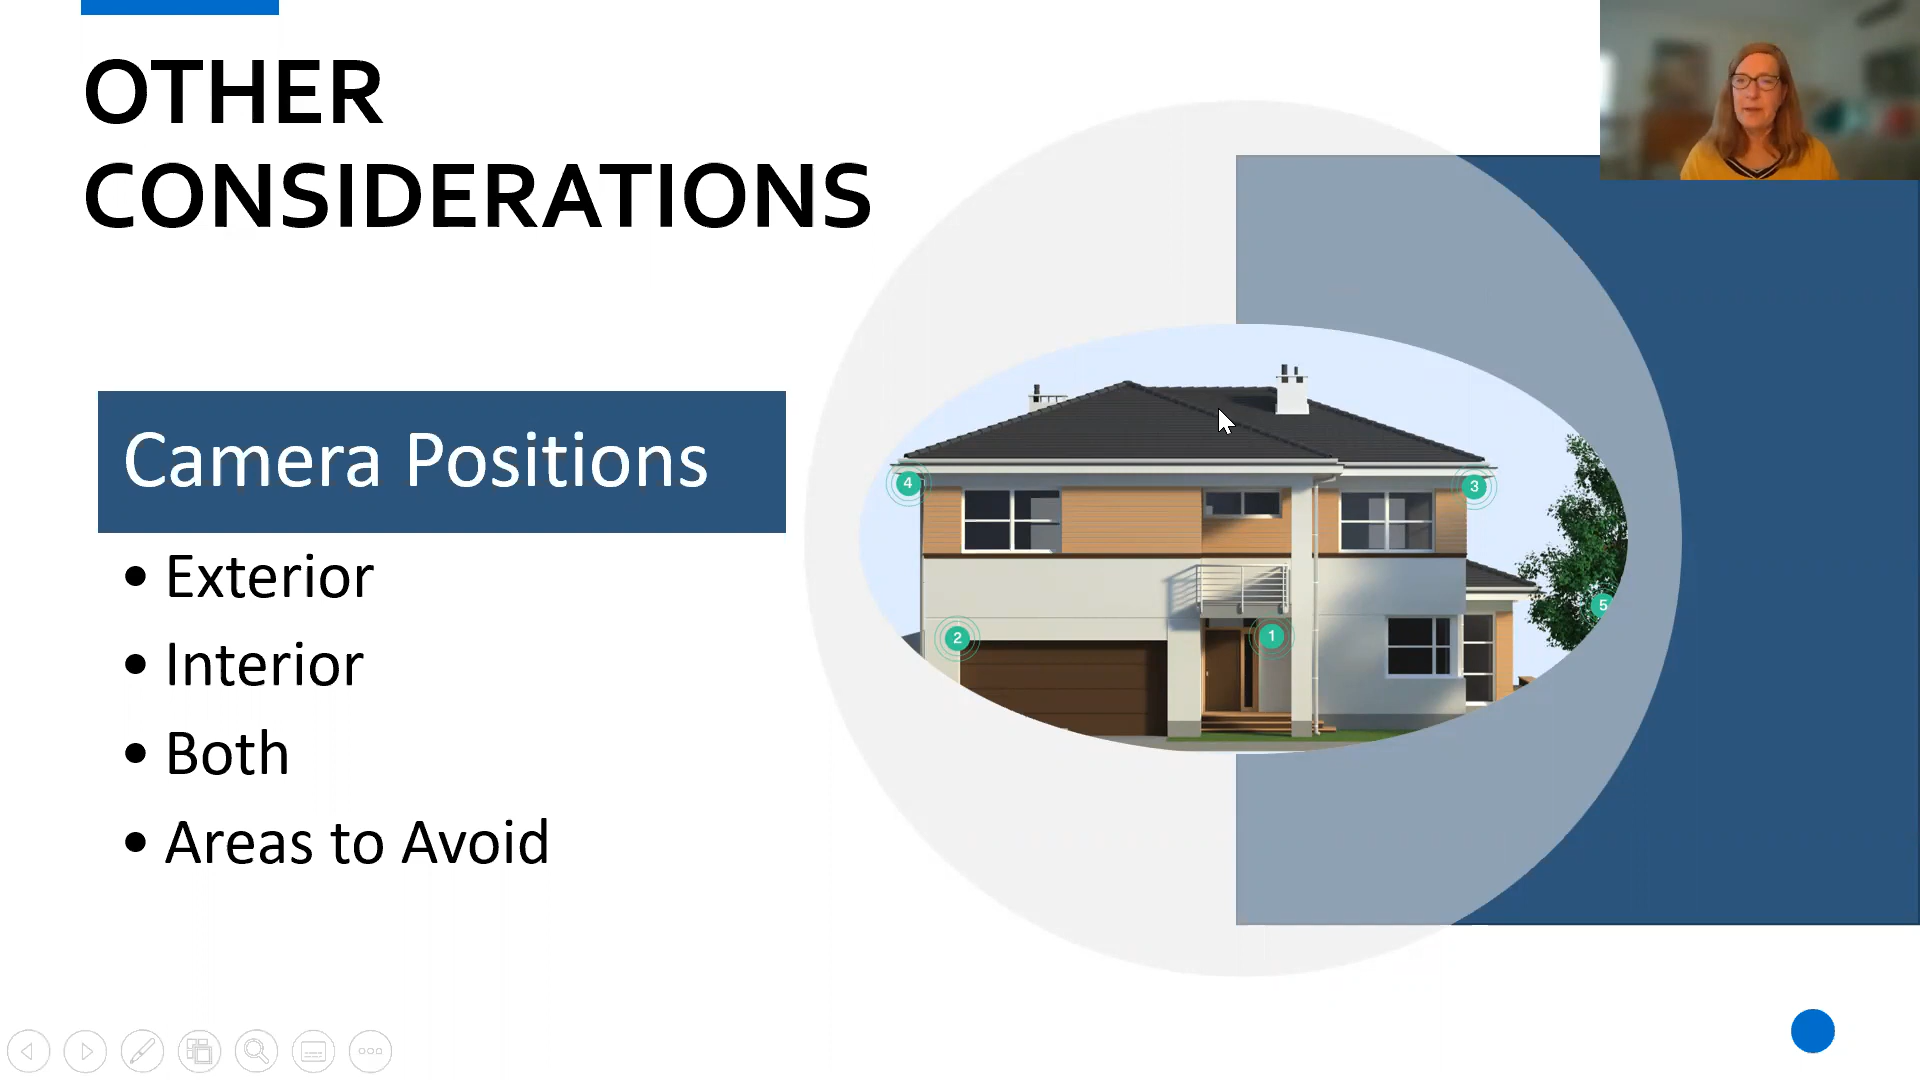 OTHER
CONSIDERATIONS
Camera Positions
• Exterior
• Interior
• Both
• Areas to Avoid
4
3
5
2
1